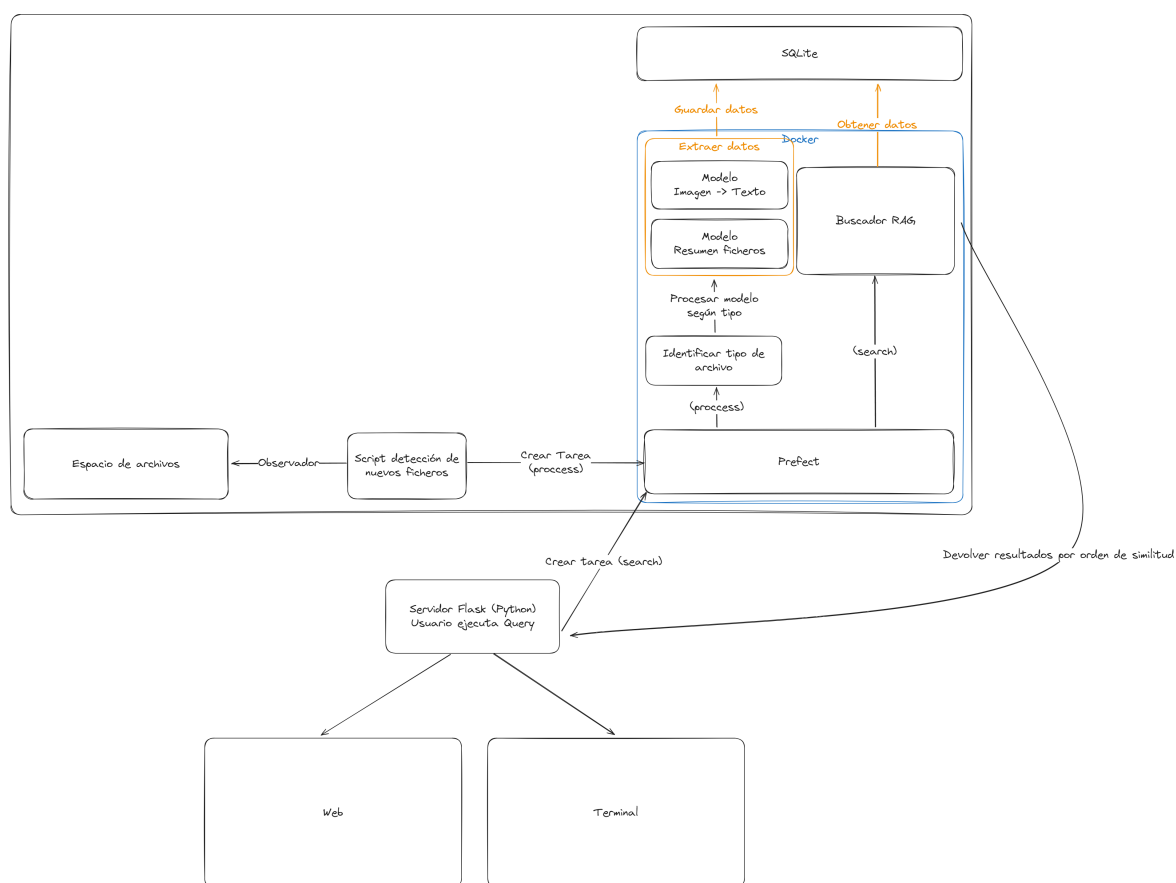 SQLite
Guardar datos
Obtener datos
Docker
Extraer datos
Modelo
Imagen -> Texto
Buscador RAG
Modelo
Resumen ficheros
Procesar modelo
según tipo
Identificar tipo de
archivo
(search)
(proccess)
Espacio de archivos
Observador
Script detección de
nuevos ficheros
Crear Tarea
(proccess)
Prefect
Crear tarea (search)
Devolver resultados por orden de similitud
Servidor Flask (Python)
Usuario ejecuta Query
Web
Terminal